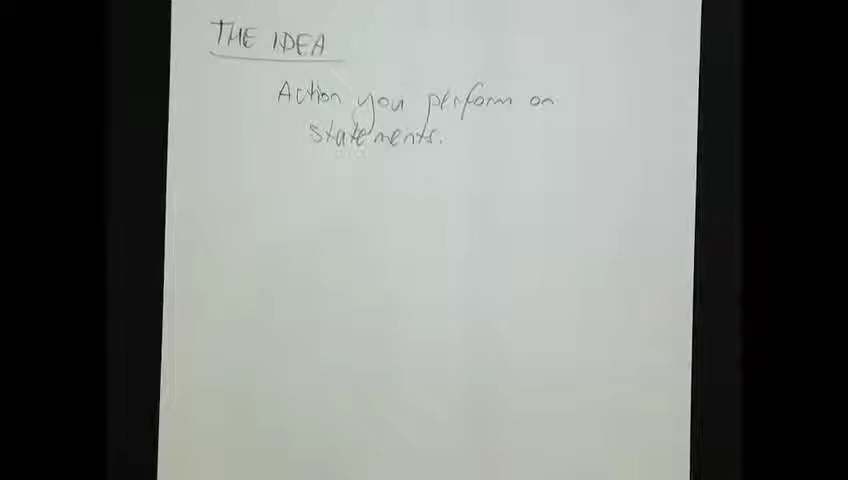 THE IDEA
Action you perform on
statements.